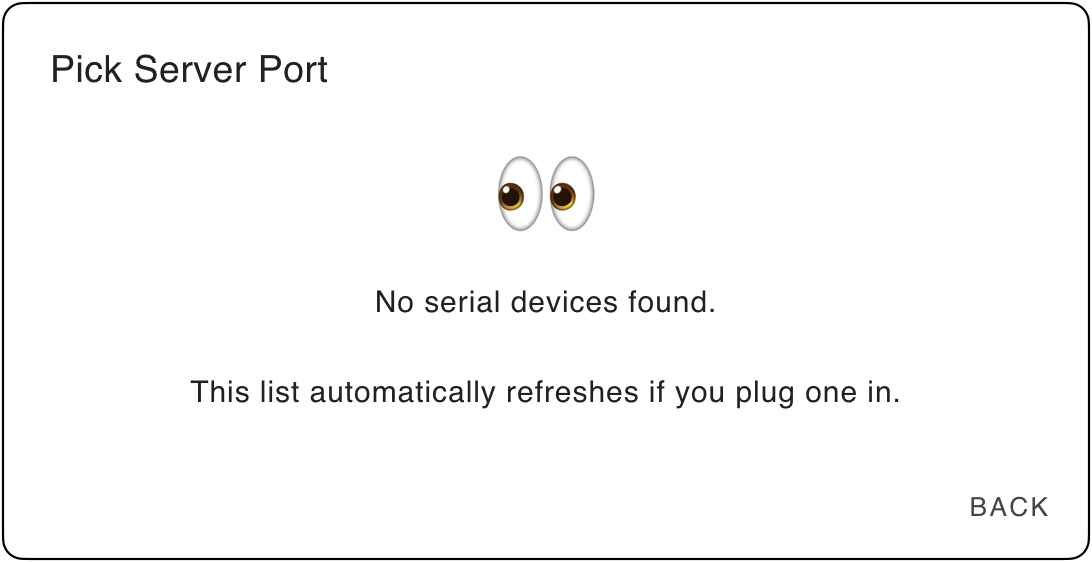 Pick Server Port
No serial devices found.
This list automatically refreshes if you plug one in.
BACK